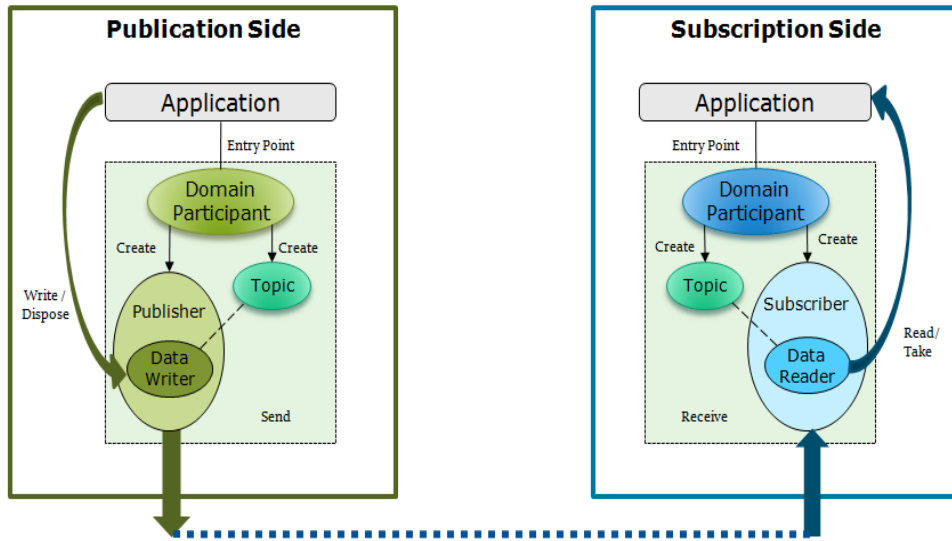 Publication Side
Application
Entry Point
Domain
Participant
Create
Create
Topic
Publisher
Write /
Dispose
Data
Writer
Send
Subscription Side
Application
Entry Point
Domain
Participant
Create
Create
Topic
Subscriber
Read/
Take
Data
Reader
Receive